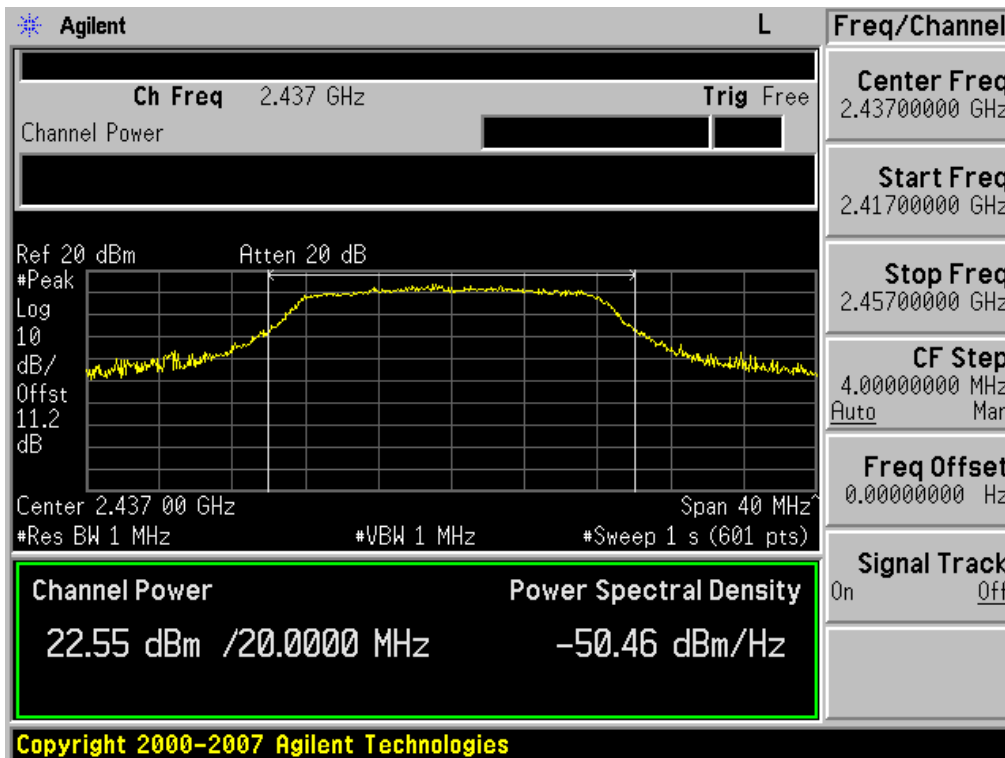 Agilent L Freq/Channel
Ch Freq 2.437 GHz Trig Free
Channel Power
Center Freq
2.43700000 GHz
Start Freq
2.41700000 GHz
Stop Freq
2.45700000 GHz
CF Step
4.00000000 MHz
Auto Man
Freq Offset
0.00000000 Hz
Signal Track
On Off
Ref 20 dBm Atten 20 dB
#Peak
Log
10
dB/
Offst
11.2
dB
Center 2.437 00 GHz Span 40 MHz^
#Res BW 1 MHz #VBW 1 MHz #Sweep 1 s (601 pts)
Channel Power Power Spectral Density
22.55 dBm /20.0000 MHz -50.46 dBm/Hz
Copyright 2000-2007 Agilent Technologies